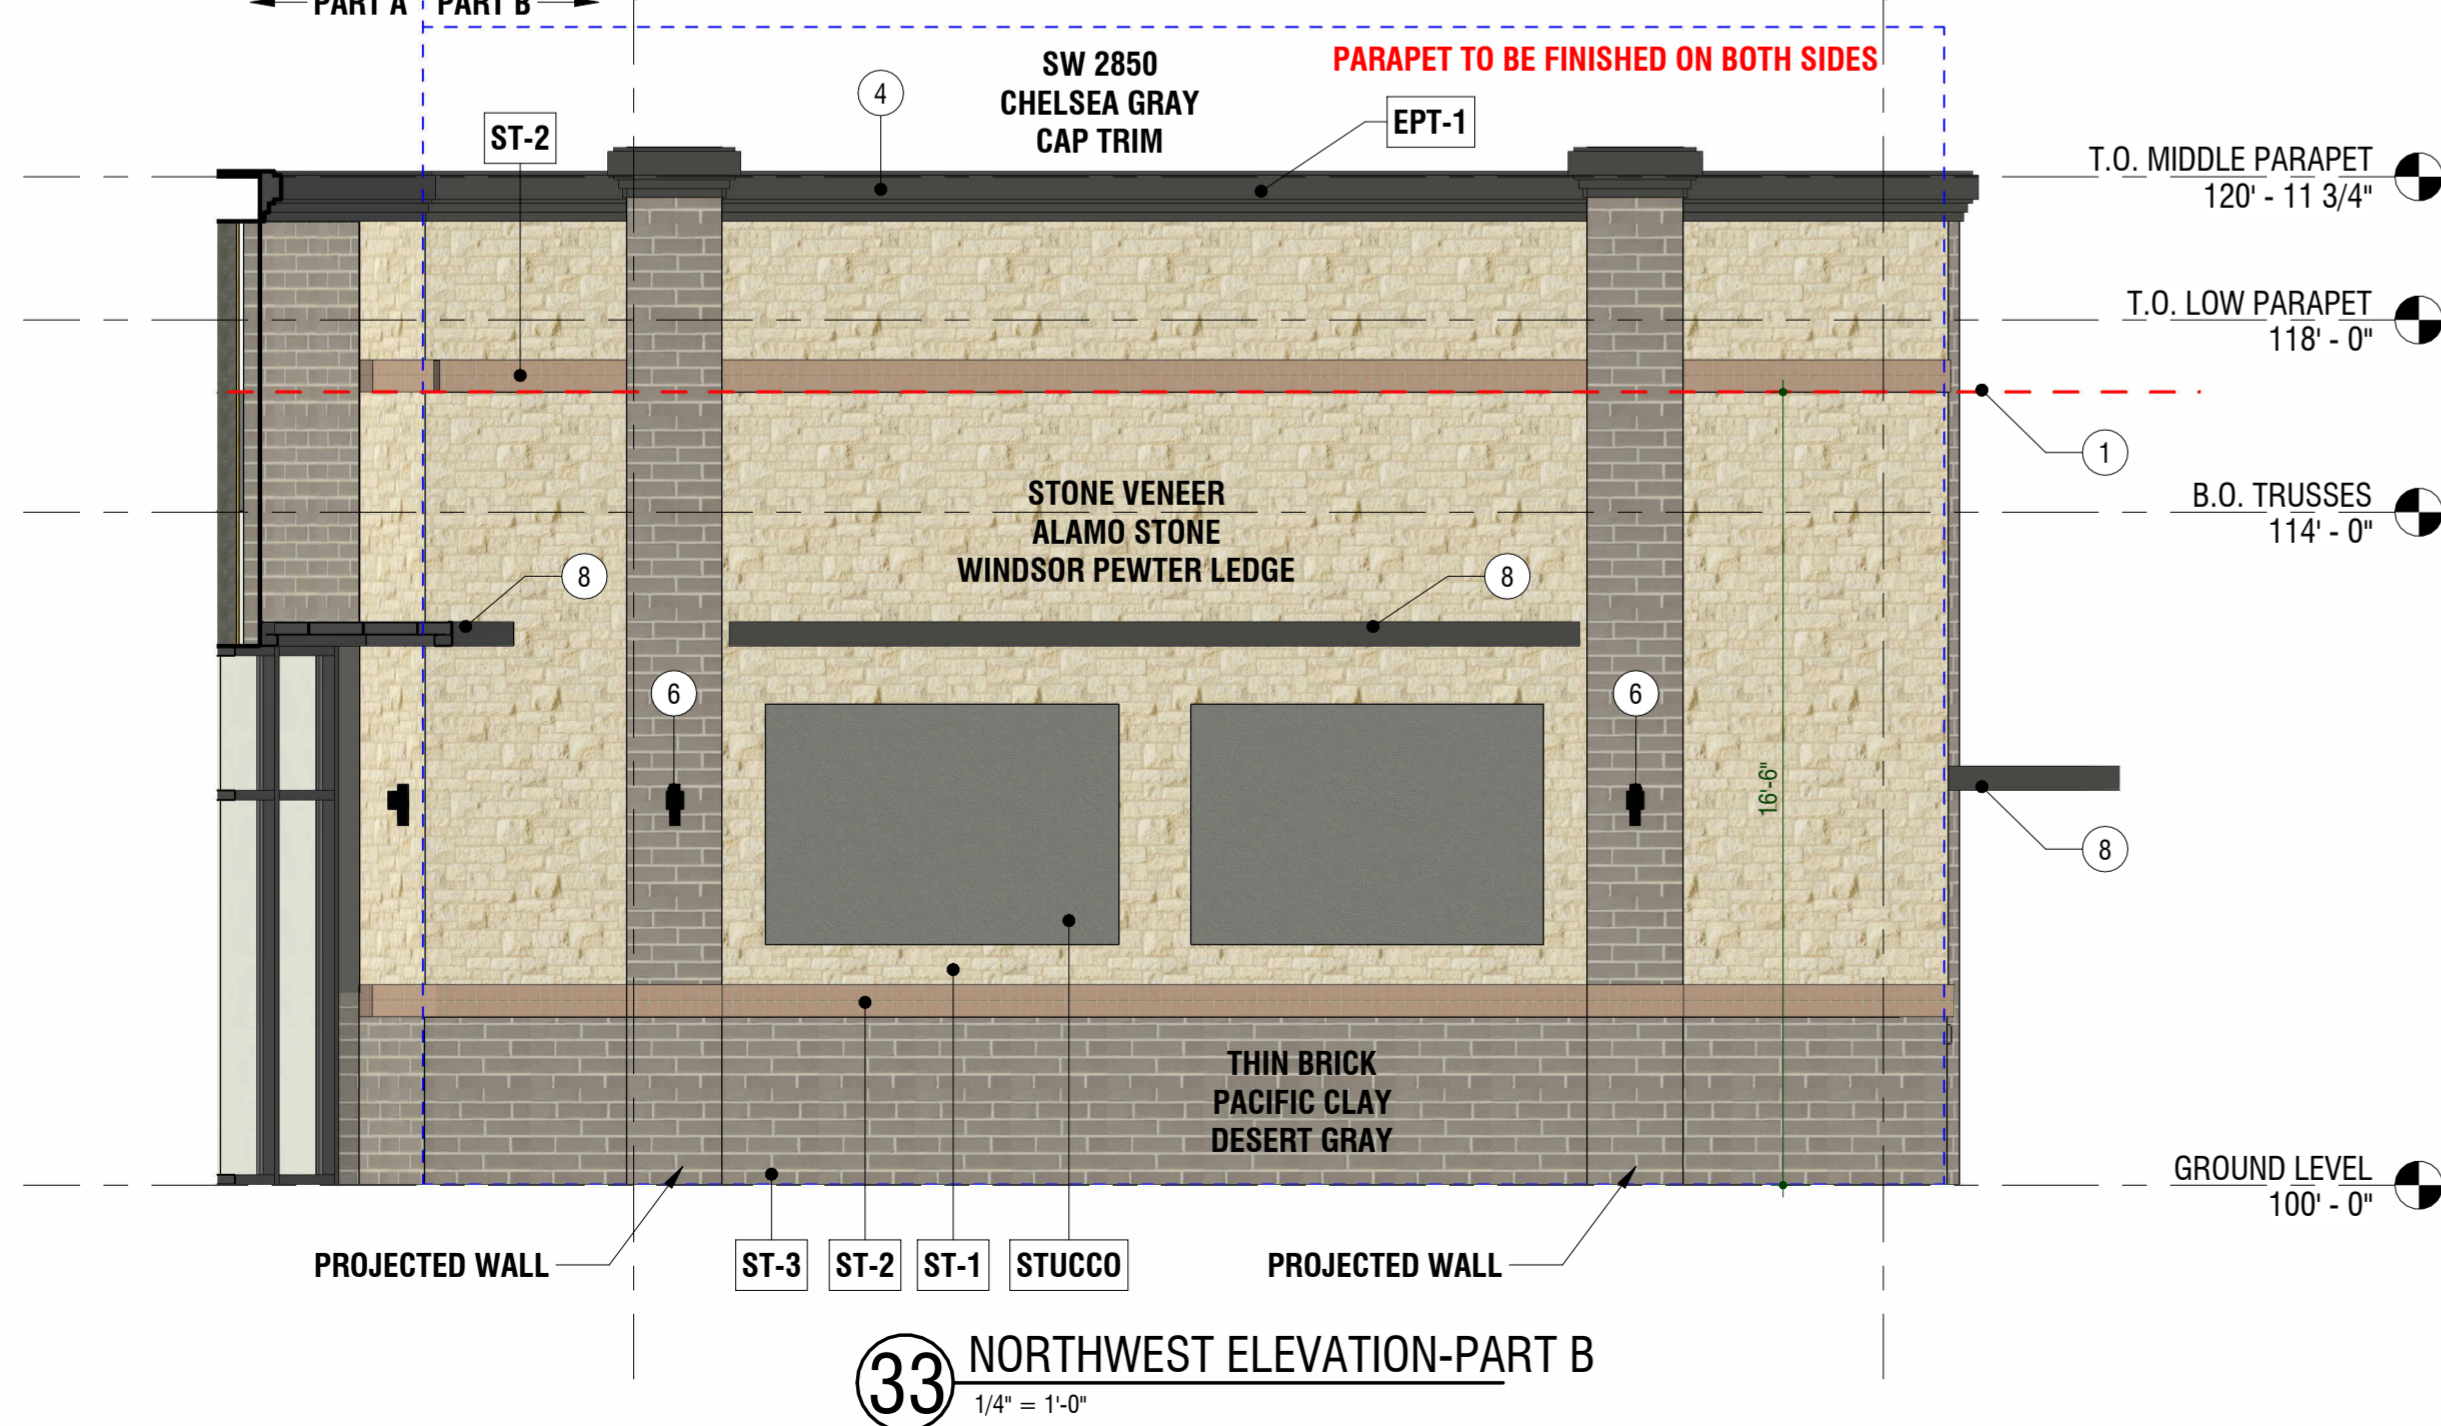 PART A PART B
SW 2850
CHELSEA GRAY
CAP TRIM
PARAPET TO BE FINISHED ON BOTH SIDES
4
EPT-1
ST-2
T.O. MIDDLE PARAPET
120' - 11 3/4"
T.O. LOW PARAPET
118' - 0"
1
STONE VENEER
ALAMO STONE
WINDSOR PEWTER LEDGE
B.O. TRUSSES
114' - 0"
8
8
6
6
16'-6"
8
THIN BRICK
PACIFIC CLAY
DESERT GRAY
GROUND LEVEL
100' - 0"
PROJECTED WALL
ST-3
ST-2
ST-1
STUCCO
PROJECTED WALL
33
NORTHWEST ELEVATION-PART B
1/4" = 1'-0"